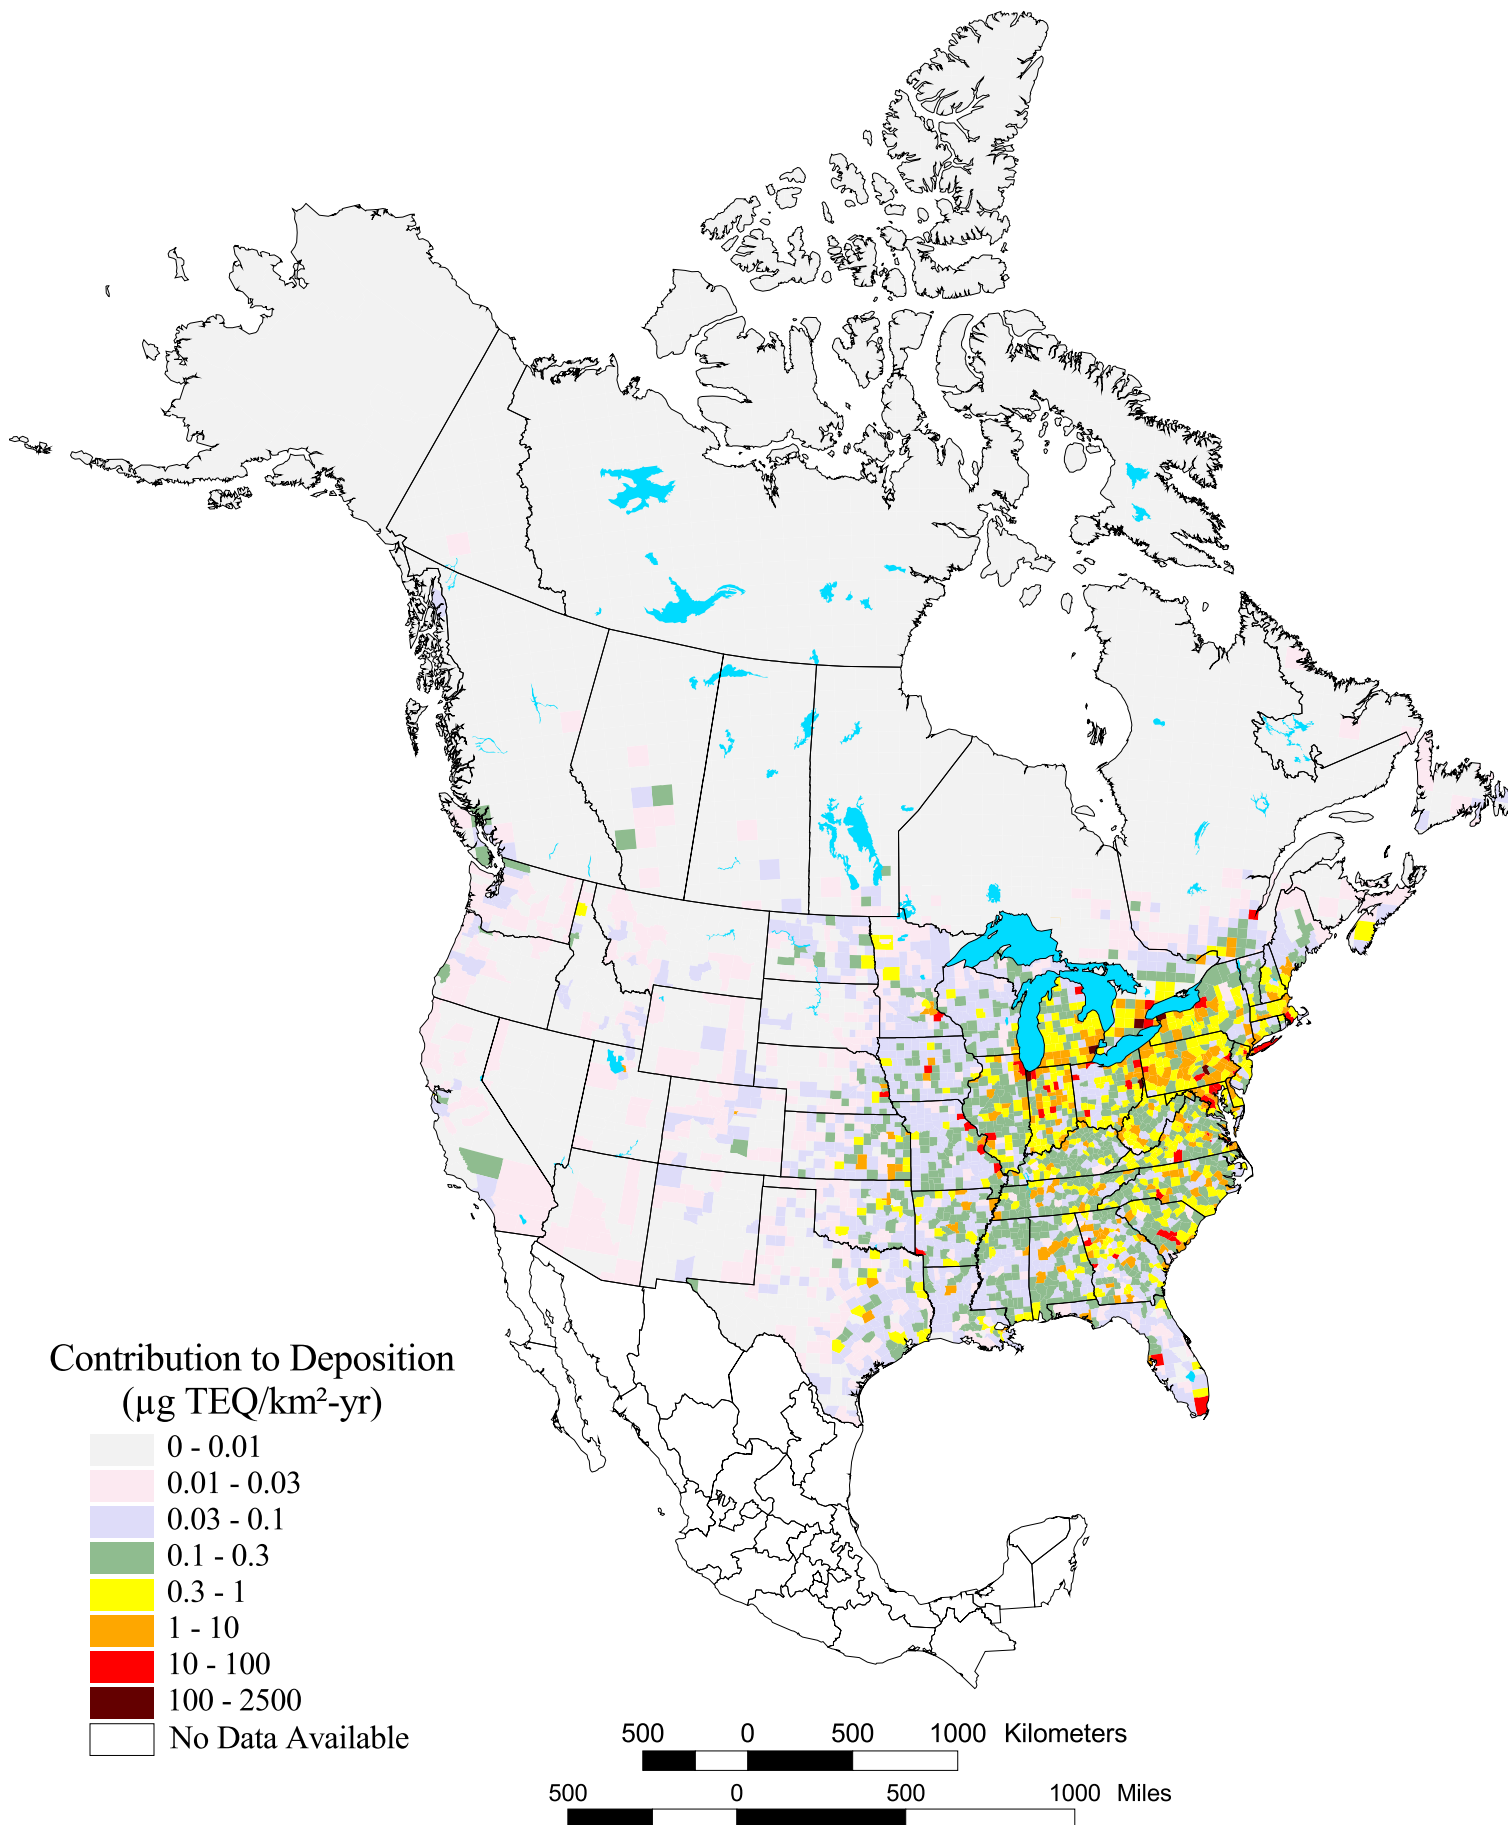 Contribution to Deposition
(µg TEQ/km²-yr)
0 - 0.01
0.01 - 0.03
0.03 - 0.1
0.1 - 0.3
0.3 - 1
1 - 10
10 - 100
100 - 2500
No Data Available
500 0 500 1000 Kilometers
500 0 500 1000 Miles